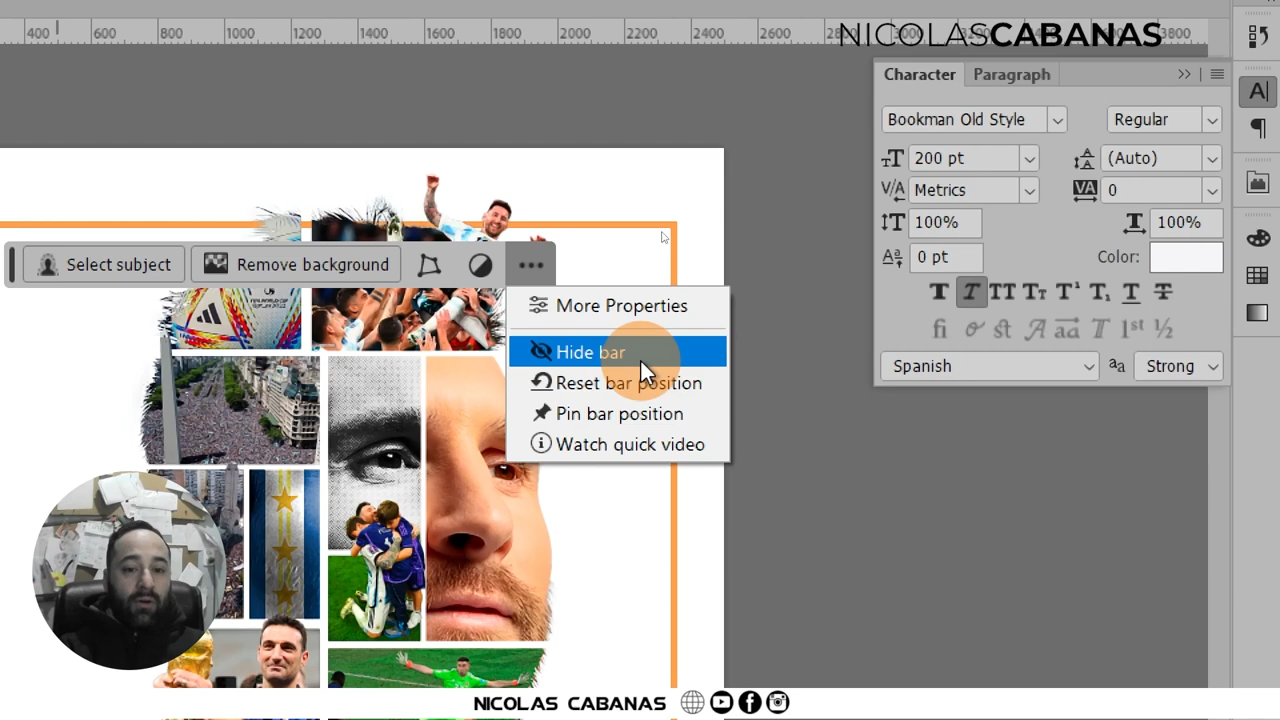 400 600 800 1000 1200 1400 1600 1800 2000 2200 2400 2600 3800
NICOLASCABANAS
Character Paragraph
Bookman Old Style Regular
200 pt (Auto)
Metrics 0
100% 100%
0 pt Color:
Spanish Strong
Select subject Remove background
More Properties
Hide bar
Reset bar position
Pin bar position
Watch quick video
NICOLAS CABANAS